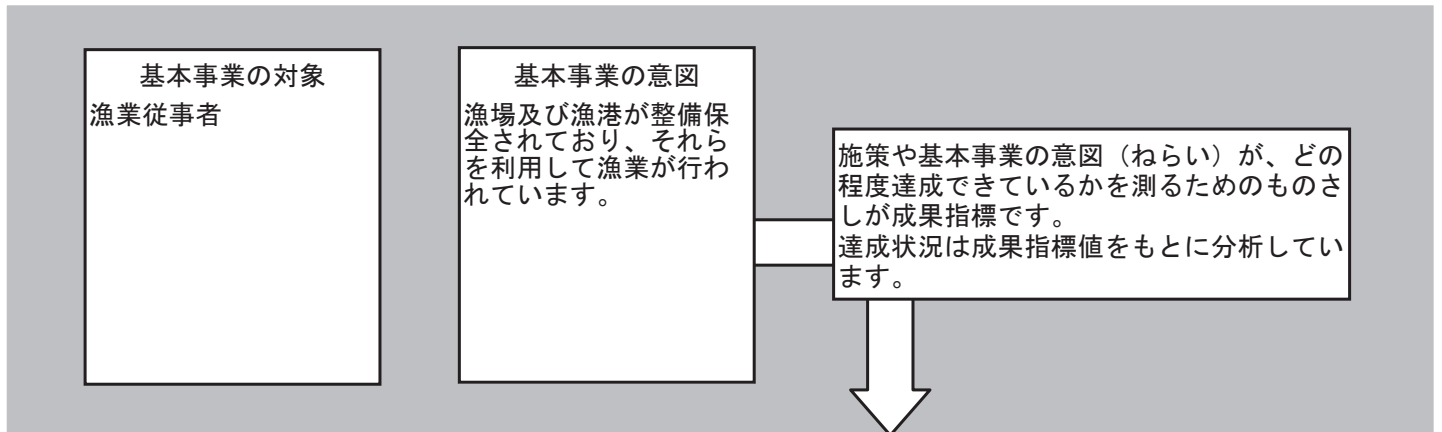 基本事業の対象
漁業従事者
基本事業の意図
漁場及び漁港が整備保
全されており、それら
を利用して漁業が行わ
れています。
施策や基本事業の意図（ねらい）が、どの
程度達成できているかを測るためのものさ
しが成果指標です。
達成状況は成果指標値をもとに分析してい
ます。